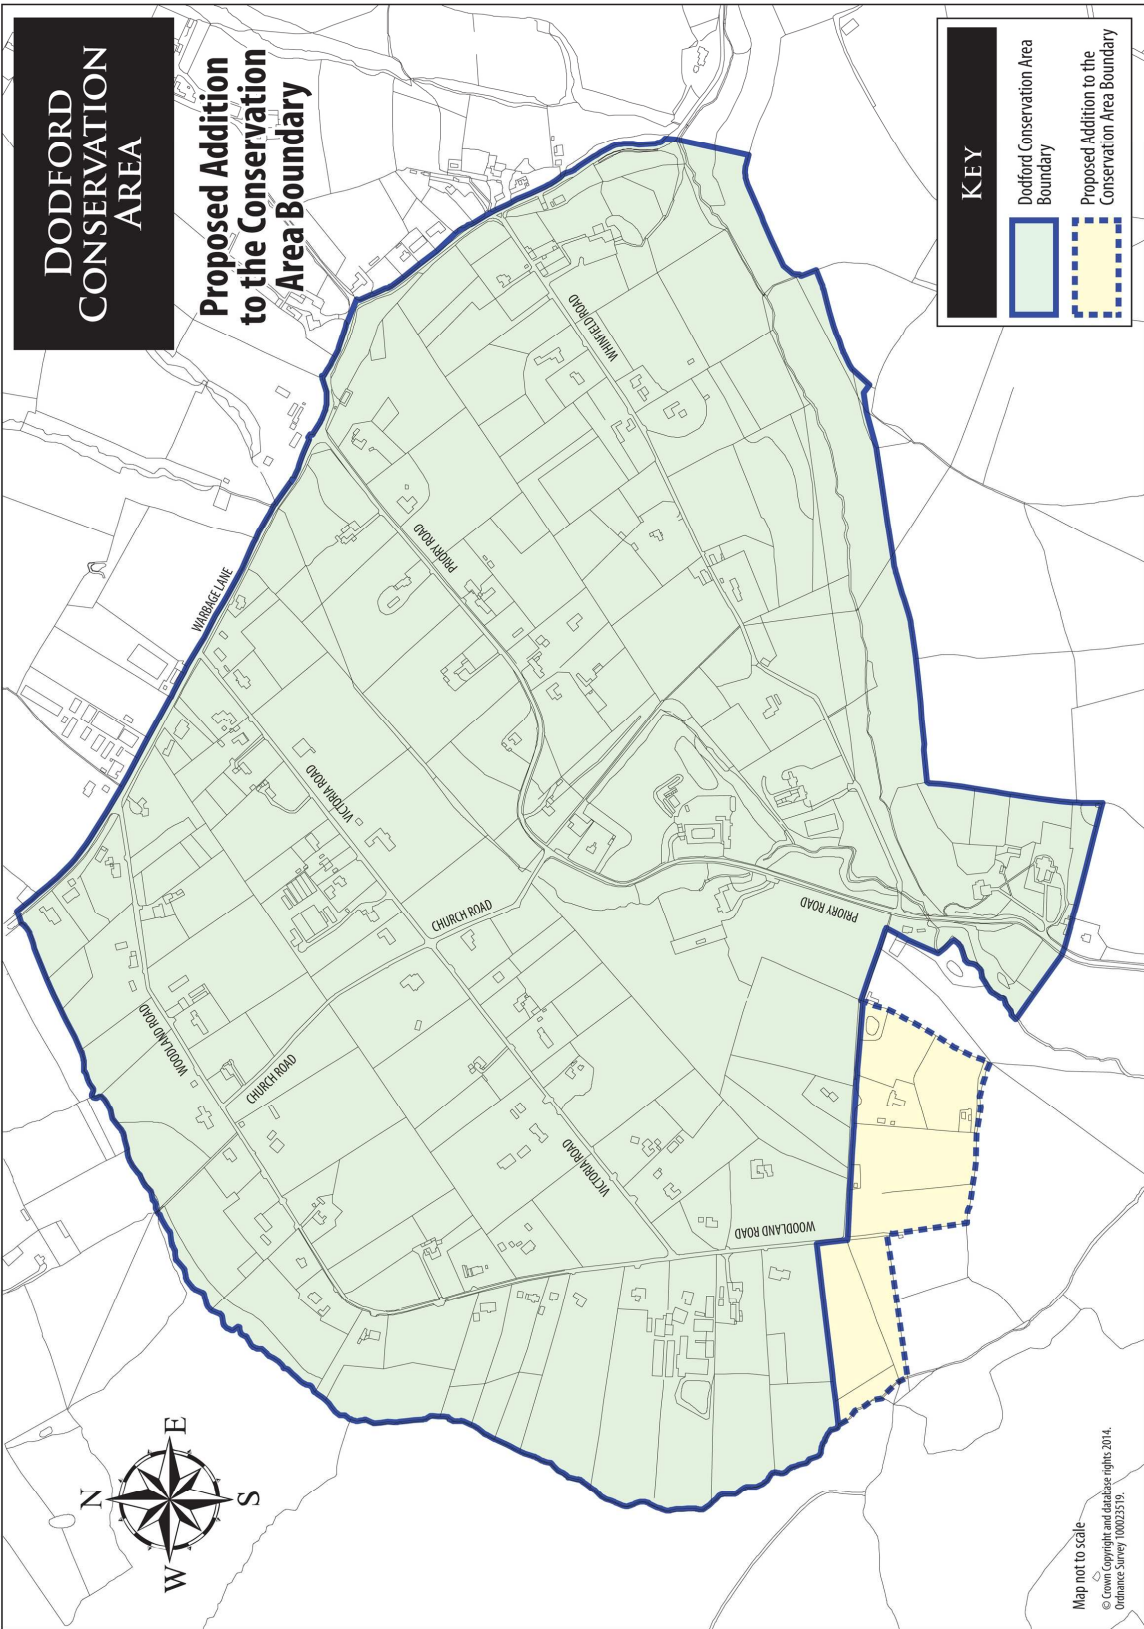 DODFORD
CONSERVATION
AREA
Proposed Addition
to the Conservation
Area Boundary
WARBAGE LANE
PRIORY ROAD
WHINFIELD ROAD
VICTORIA ROAD
CHURCH ROAD
WOODLAND ROAD
CHURCH ROAD
PRIORY ROAD
VICTORIA ROAD
WOODLAND ROAD
N
E
S
W
KEY
Dodford Conservation Area
Boundary
Proposed Addition to the
Conservation Area Boundary
Map not to scale
© Crown Copyright and database rights 2014.
Ordnance Survey 100023519.